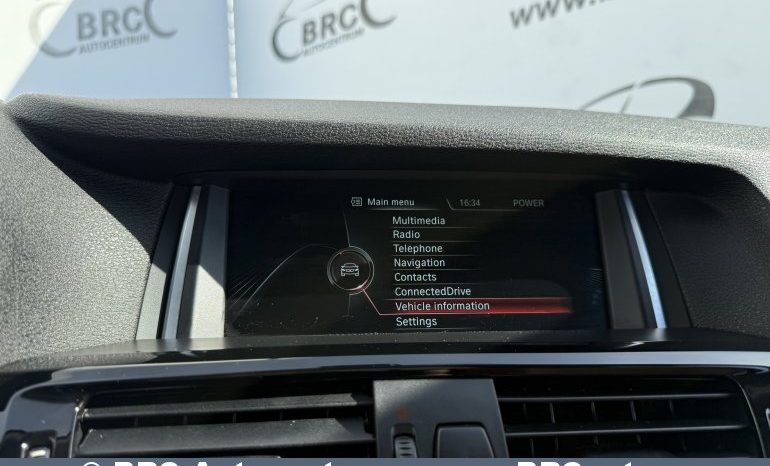 BRC
AUTOCENTRUM
BRC
AUTOCENTRUM
www.
Main menu 16:34 POWER
Multimedia
Radio
Telephone
Navigation
Contacts
ConnectedDrive
Vehicle information
Settings